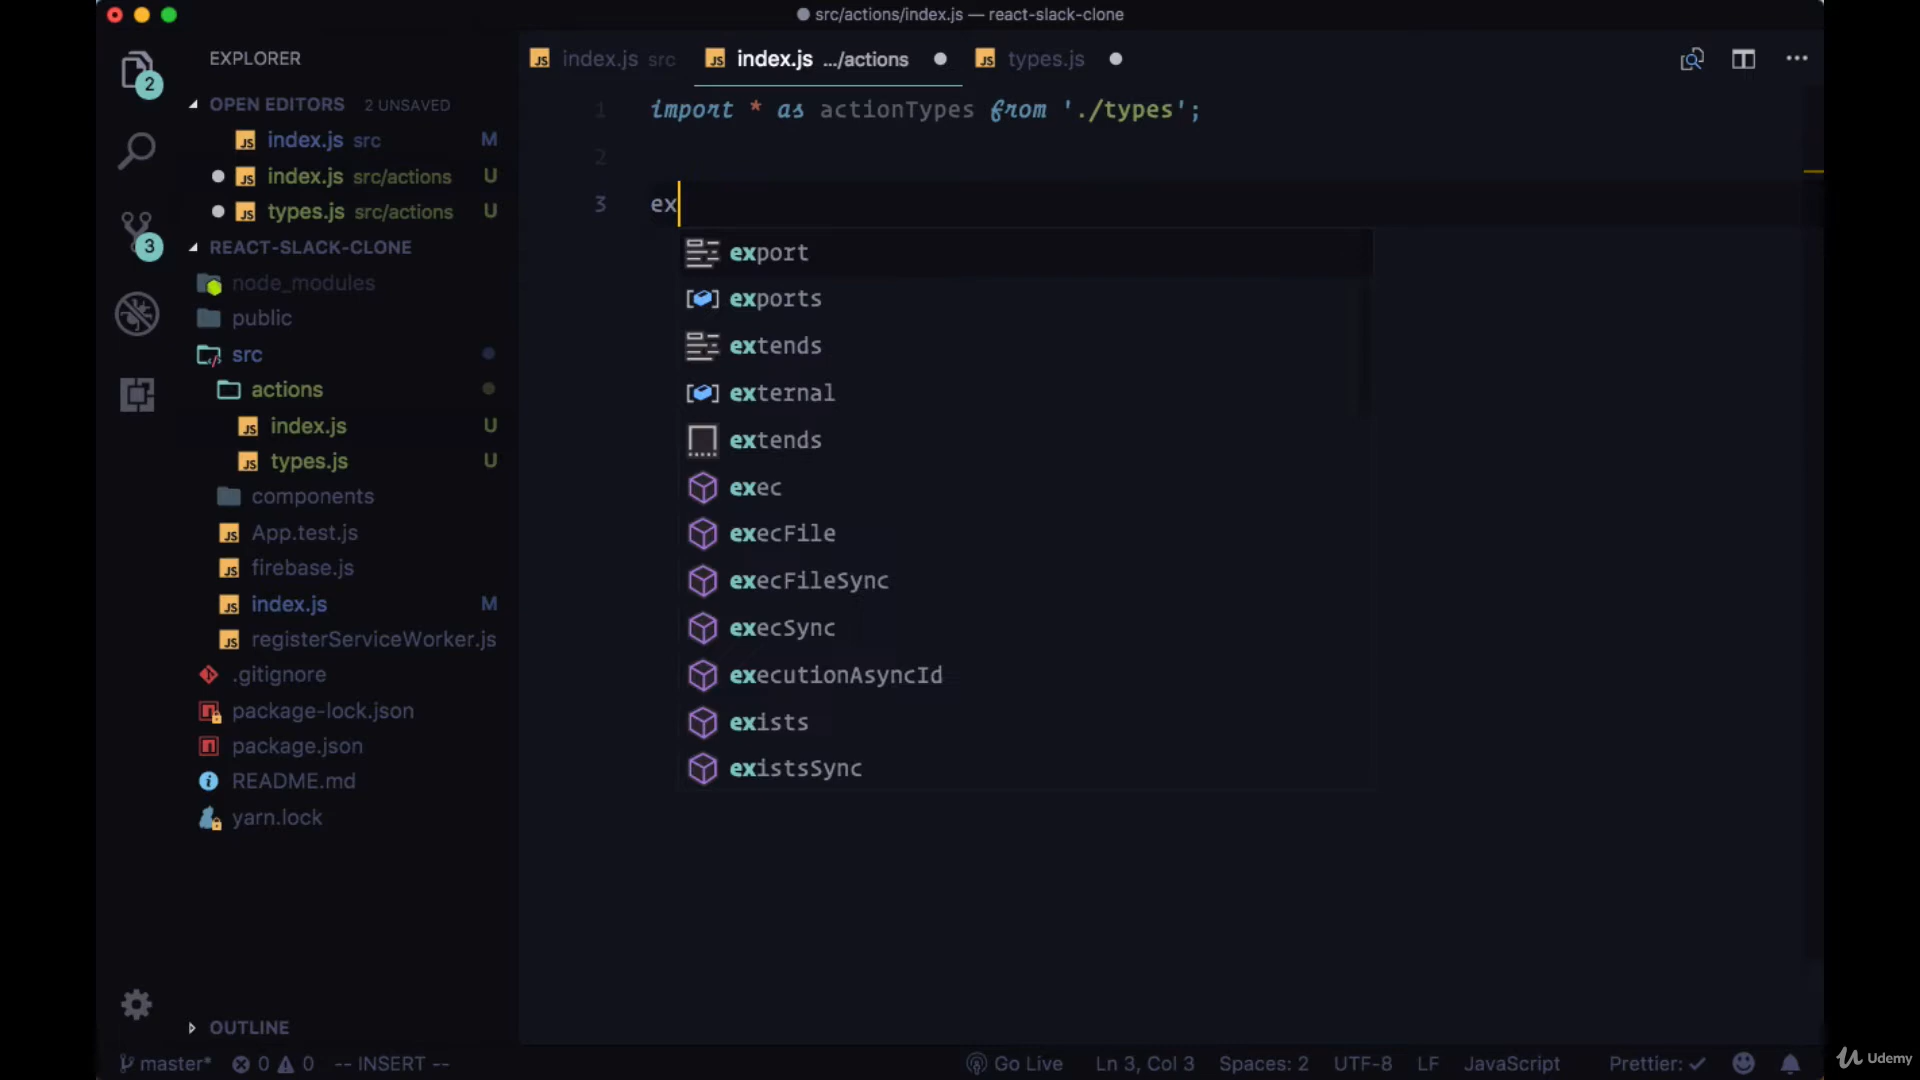 src/actions/index.js — react-slack-clone
EXPLORER
index.js src
index.js .../actions
types.js
2
OPEN EDITORS 2 UNSAVED
index.js src M
index.js src/actions U
types.js src/actions U
3
REACT-SLACK-CLONE
node_modules
public
src
actions
index.js U
types.js U
components
App.test.js
firebase.js
index.js M
registerServiceWorker.js
.gitignore
package-lock.json
package.json
README.md
yarn.lock
OUTLINE
1 import * as actionTypes from './types';
2
3 ex
export
exports
extends
external
extends
exec
execFile
execFileSync
execSync
executionAsyncId
exists
existsSync
master* 0 0 -- INSERT -- Go Live Ln 3, Col 3 Spaces: 2 UTF-8 LF JavaScript Prettier: ✓
Udemy